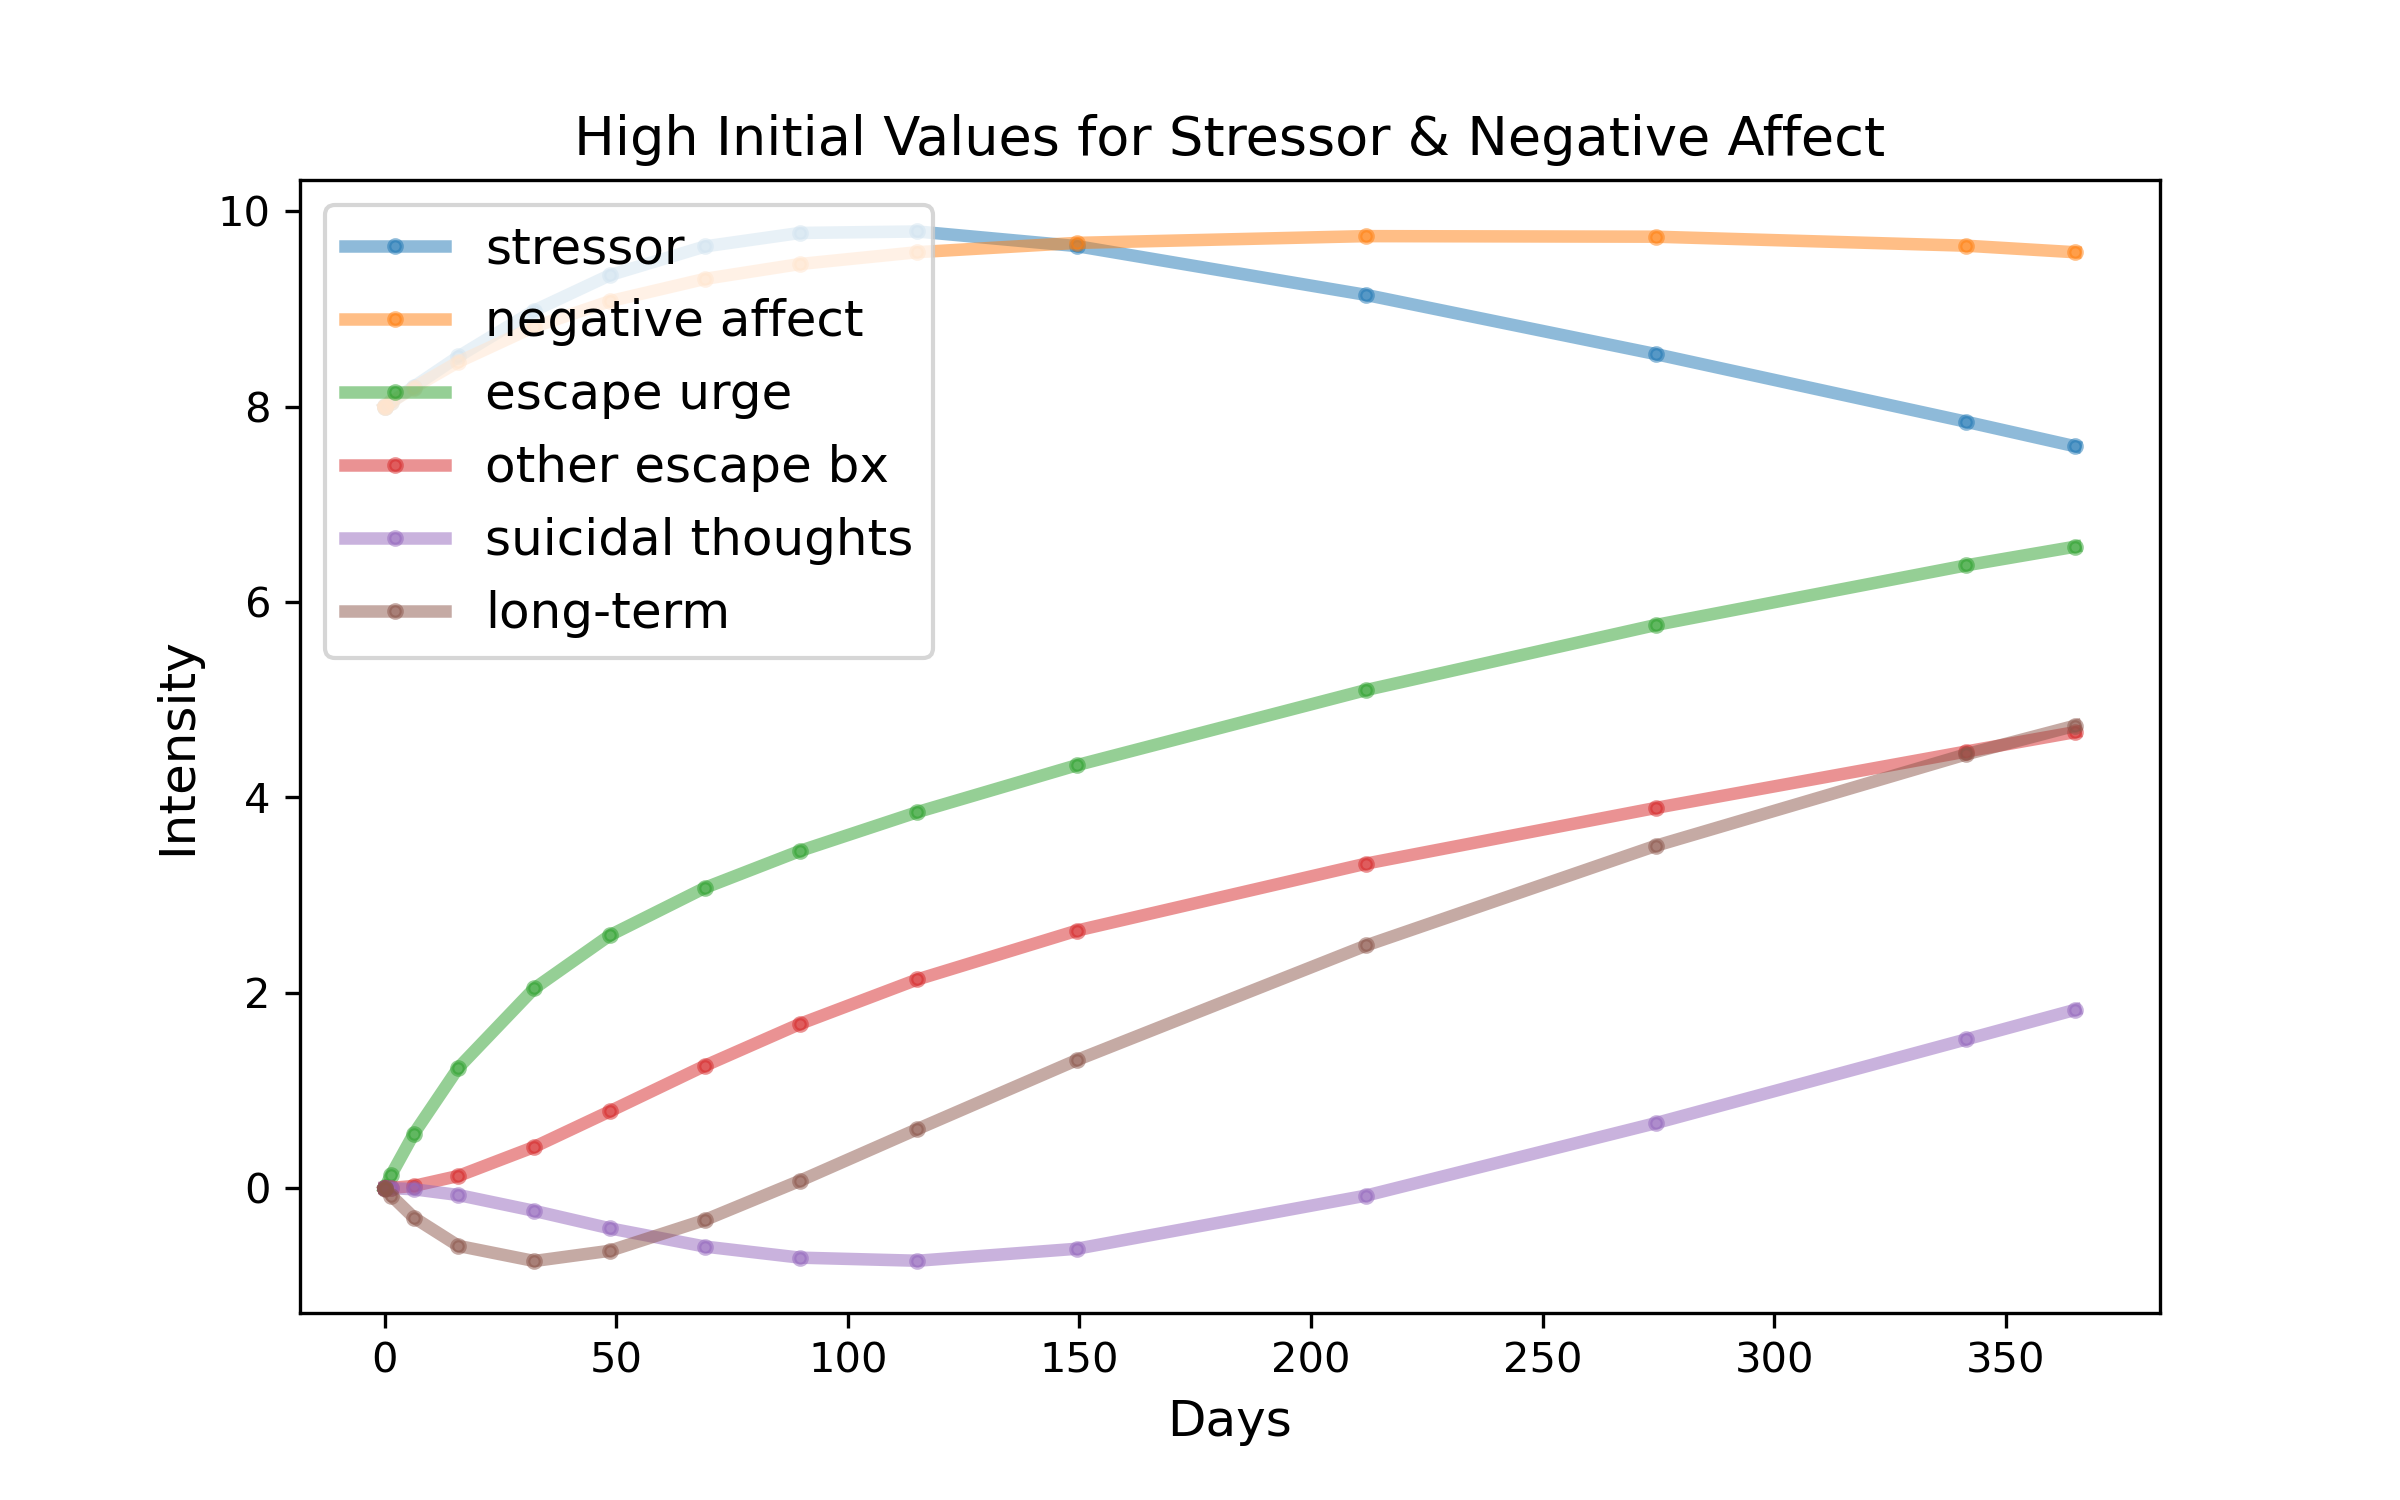 High Initial Values for Stressor & Negative Affect
10
8
6
4
2
0
Intensity
stressor
negative affect
escape urge
other escape bx
suicidal thoughts
long-term
0 50 100 150 200 250 300 350
Days